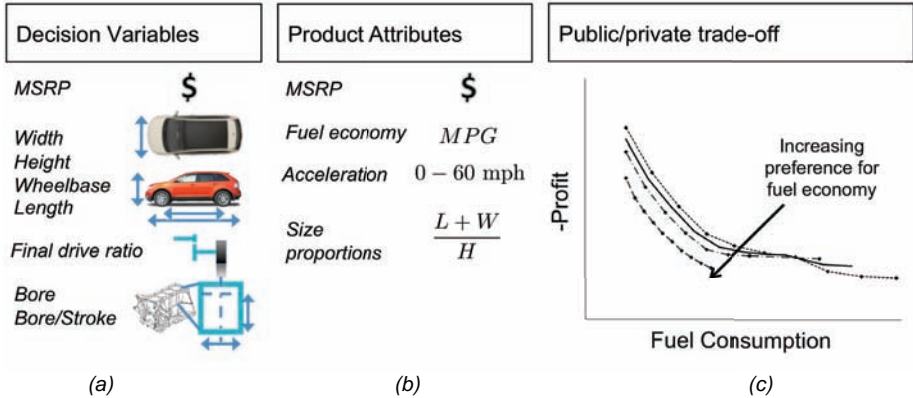 Decision Variables
MSRP
$
Width
Height
Wheelbase
Length
Final drive ratio
Bore
Bore/Stroke
(a)
Product Attributes
MSRP
$
Fuel economy
MPG
Acceleration
0 – 60 mph
Size
proportions
L + W
H
(b)
Public/private trade-off
Increasing
preference for
fuel economy
-Profit
Fuel Consumption
(c)